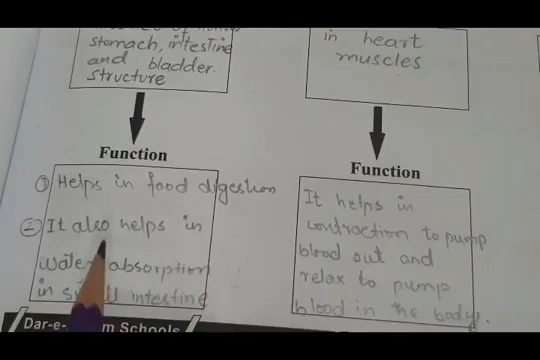 stomach, intestine
and bladder.
structure
in heart
muscles
Function
① Helps in food digestion
② It also helps in
water absorption
in small intestine
Function
It helps in
contraction to pump
blood out and
relax to pump
blood in the body.
Dar-e- m Schools